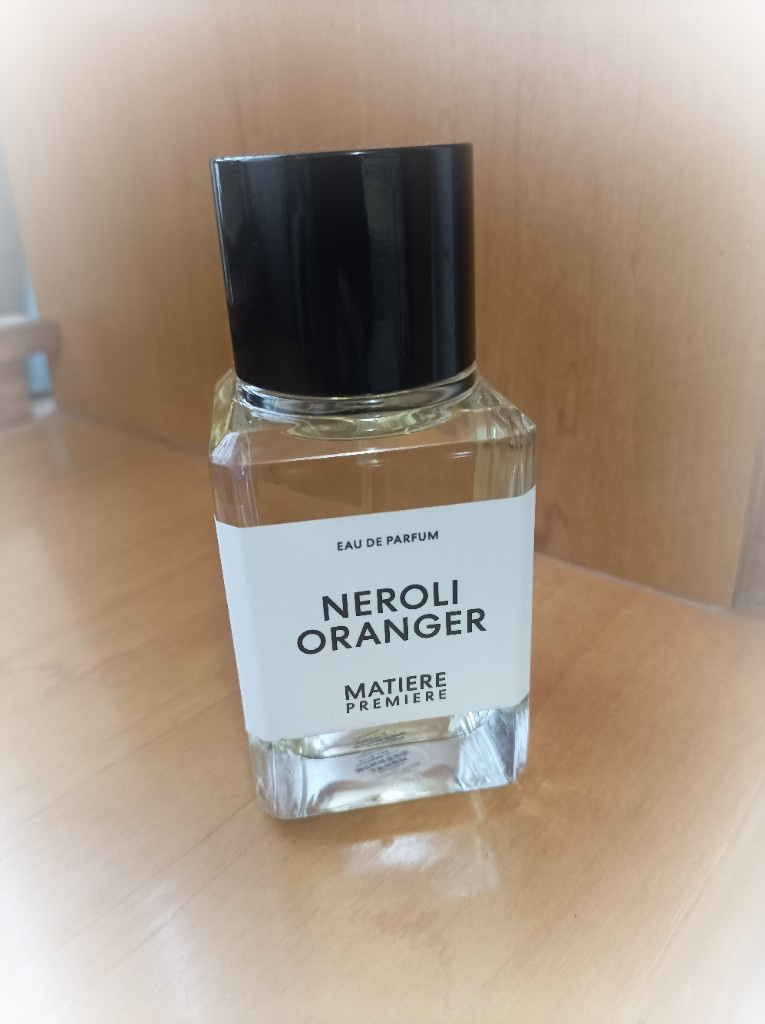 EAU DE PARFUM
NEROLI
ORANGER
MATIERE
PREMIERE